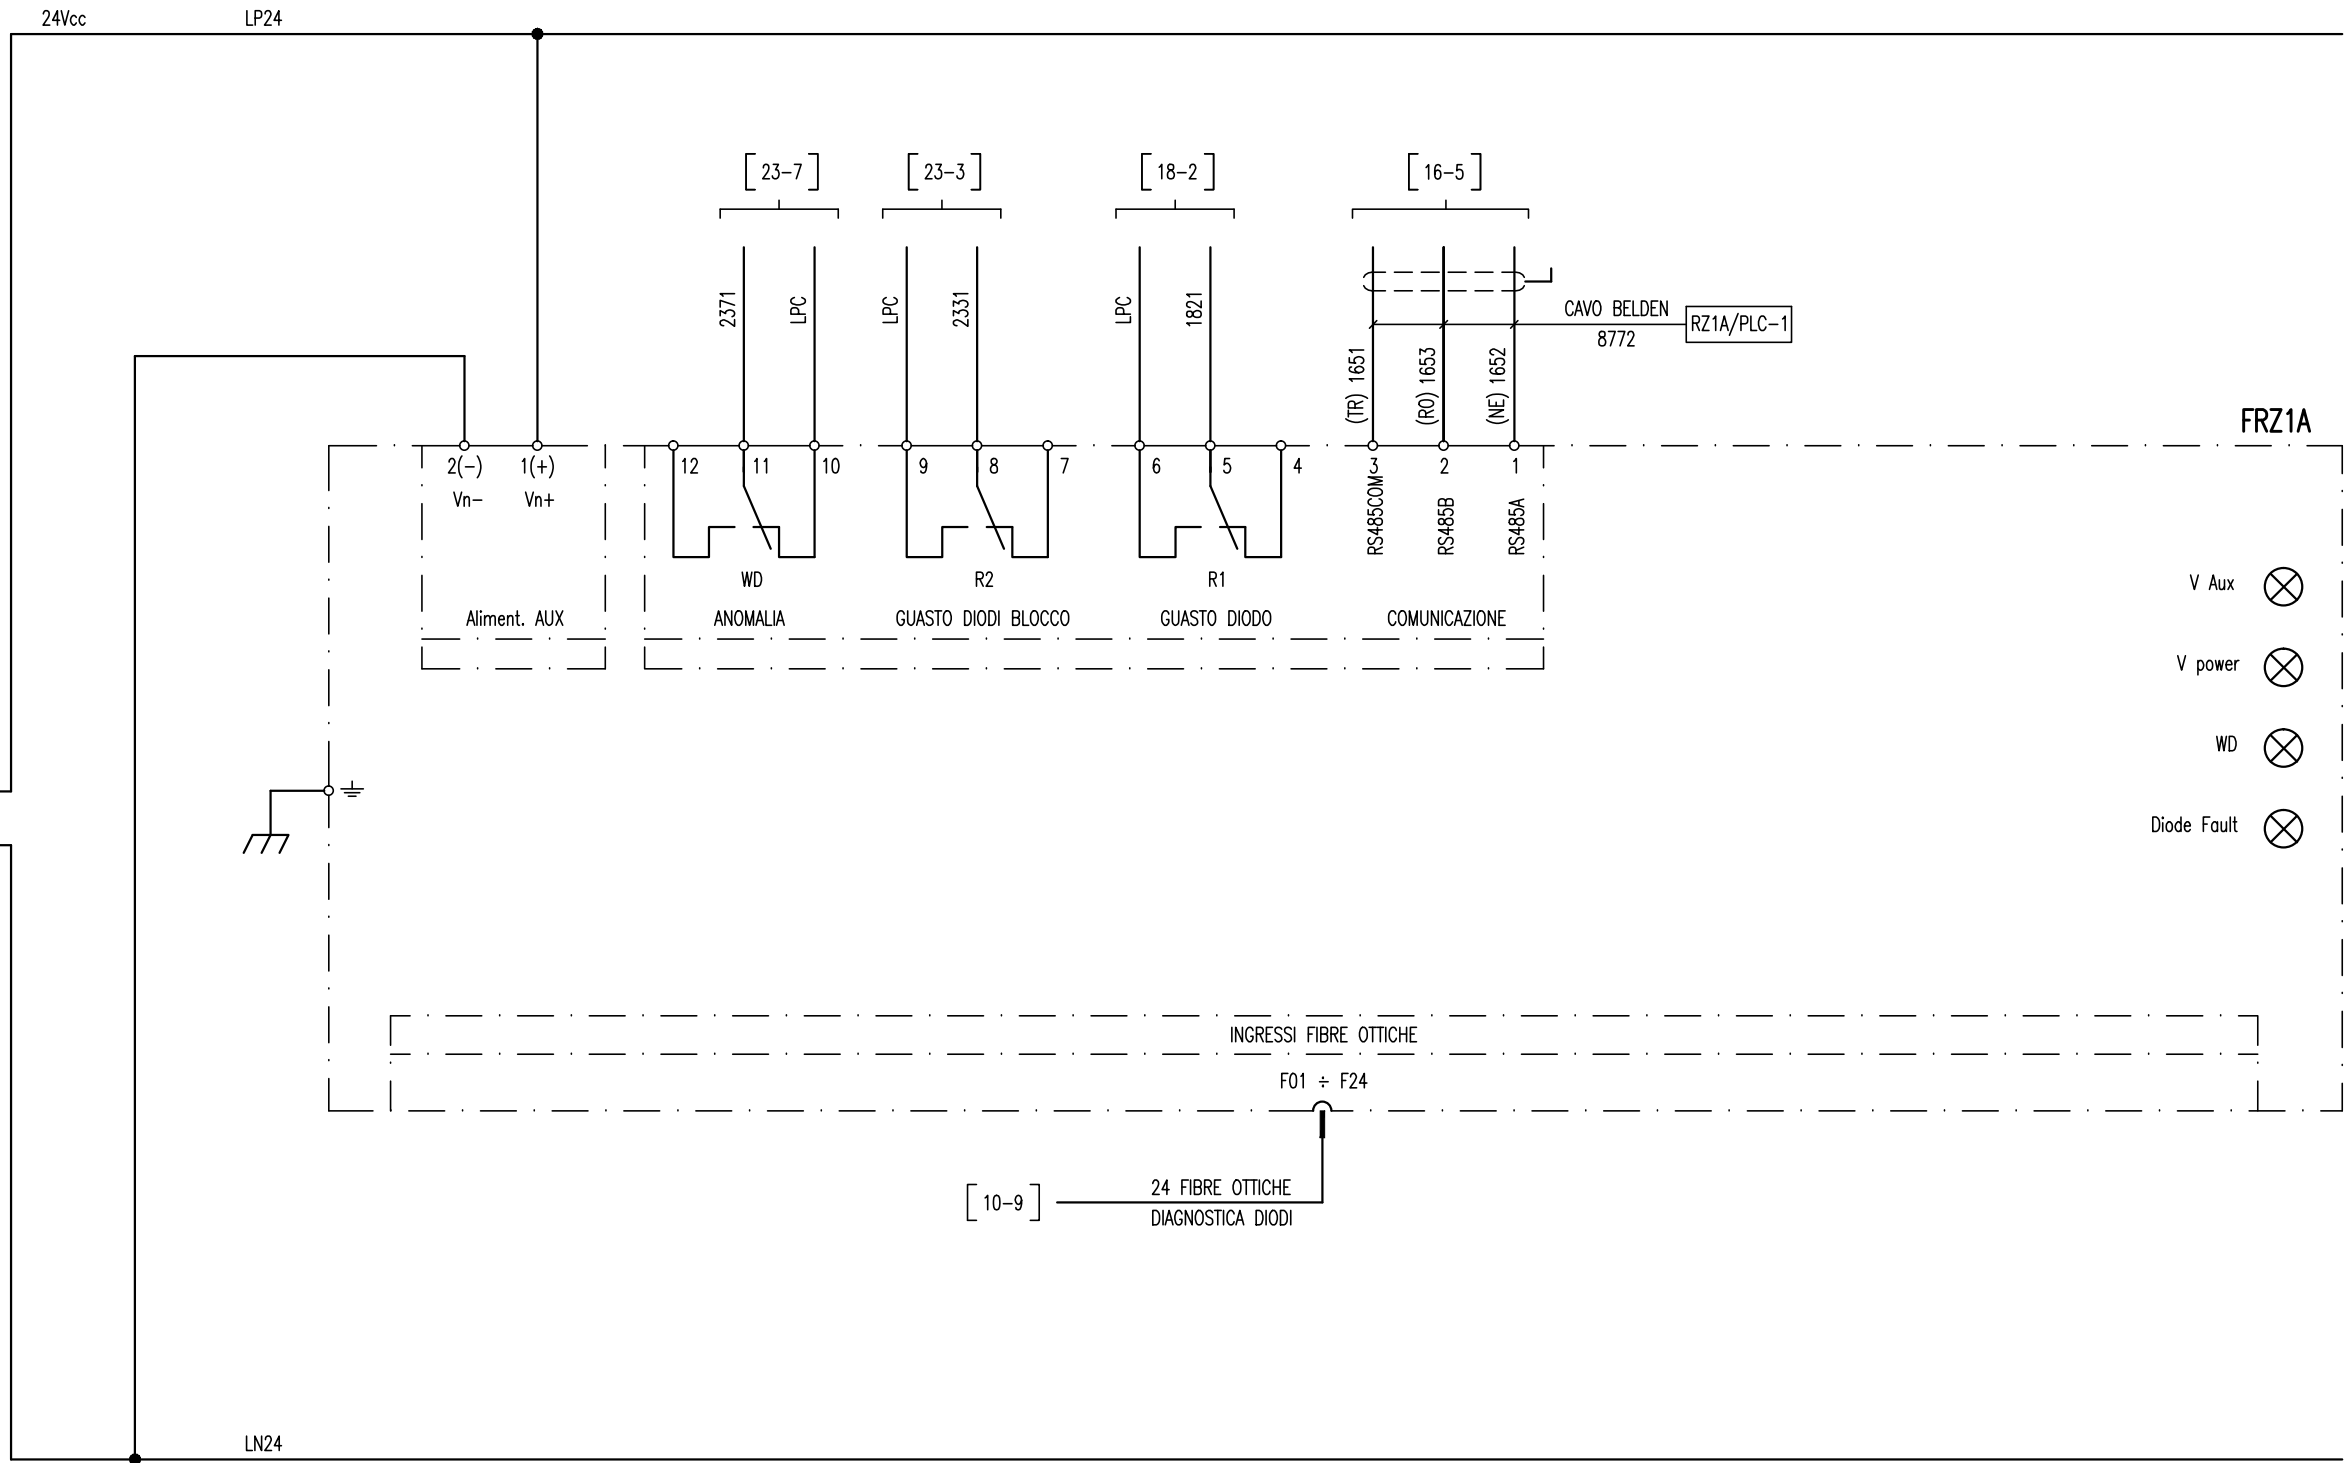 24Vcc
LP24
23-7
23-3
18-2
16-5
2371
LPC
LPC
2331
LPC
1821
(TR) 1651
(RO) 1653
(NE) 1652
CAVO BELDEN
8772
RZ1A/PLC-1
FRZ1A
2(-)
1(+)
12
11
10
9
8
7
6
5
4
3
2
1
Vn-
Vn+
RS485COM
RS485B
RS485A
WD
R2
R1
Aliment. AUX
ANOMALIA
GUASTO DIODI BLOCCO
GUASTO DIODO
COMUNICAZIONE
V Aux
V power
WD
Diode Fault
INGRESSI FIBRE OTTICHE
F01 ÷ F24
10-9
24 FIBRE OTTICHE
DIAGNOSTICA DIODI
LN24